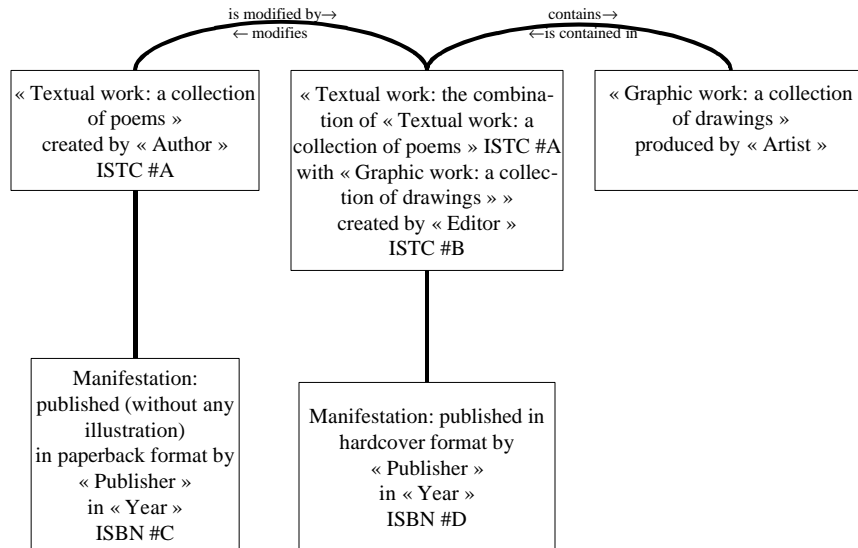 is modified by→
← modifies
contains→
←is contained in
« Textual work: a collection
of poems »
created by « Author »
ISTC #A
« Textual work: the combina-
tion of « Textual work: a
collection of poems » ISTC #A
with « Graphic work: a collec-
tion of drawings » »
created by « Editor »
ISTC #B
« Graphic work: a collection
of drawings »
produced by « Artist »
Manifestation:
published (without any
illustration)
in paperback format by
« Publisher »
in « Year »
ISBN #C
Manifestation: published in
hardcover format by
« Publisher »
in « Year »
ISBN #D